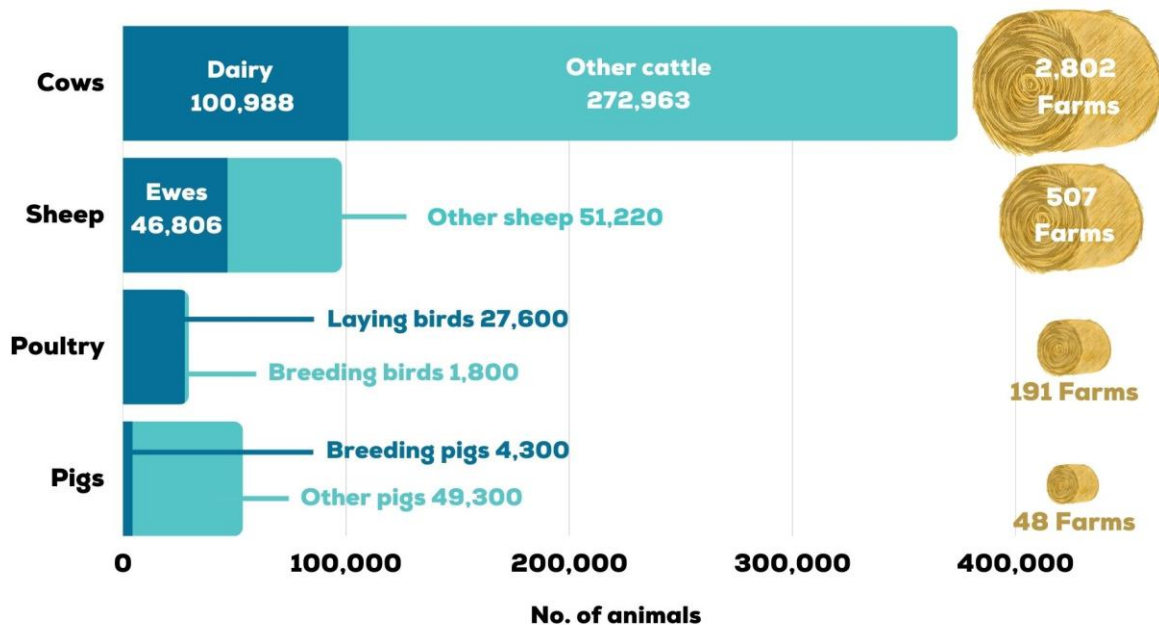 Cows
Dairy
100,988
Other cattle
272,963
2,802
Farms
Sheep
Ewes
46,806
Other sheep 51,220
507
Farms
Poultry
Laying birds 27,600
Breeding birds 1,800
191 Farms
Pigs
Breeding pigs 4,300
Other pigs 49,300
48 Farms
0 100,000 200,000 300,000 400,000
No. of animals